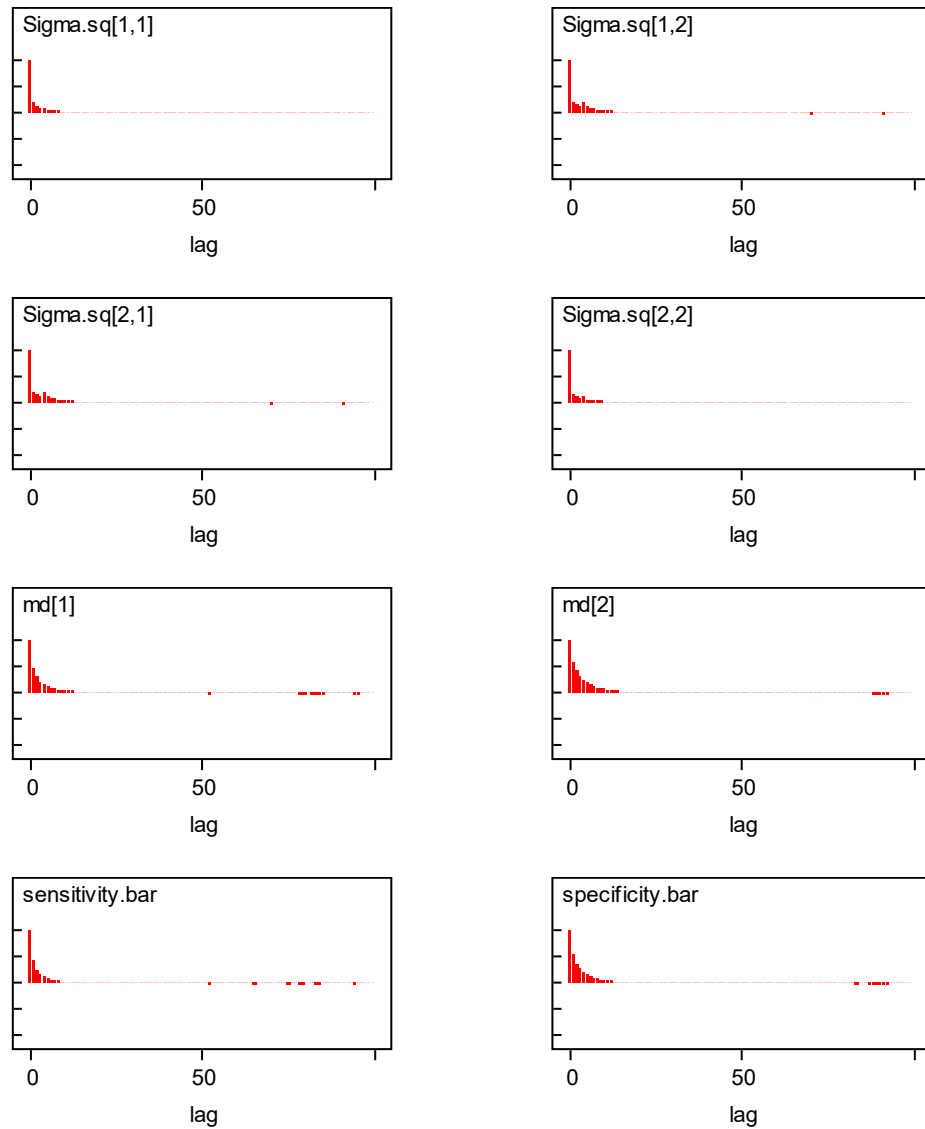 Sigma.sq[1,1]
0 50
lag
Sigma.sq[1,2]
0 50
lag
Sigma.sq[2,1]
0 50
lag
Sigma.sq[2,2]
0 50
lag
md[1]
0 50
lag
md[2]
0 50
lag
sensitivity.bar
0 50
lag
specificity.bar
0 50
lag